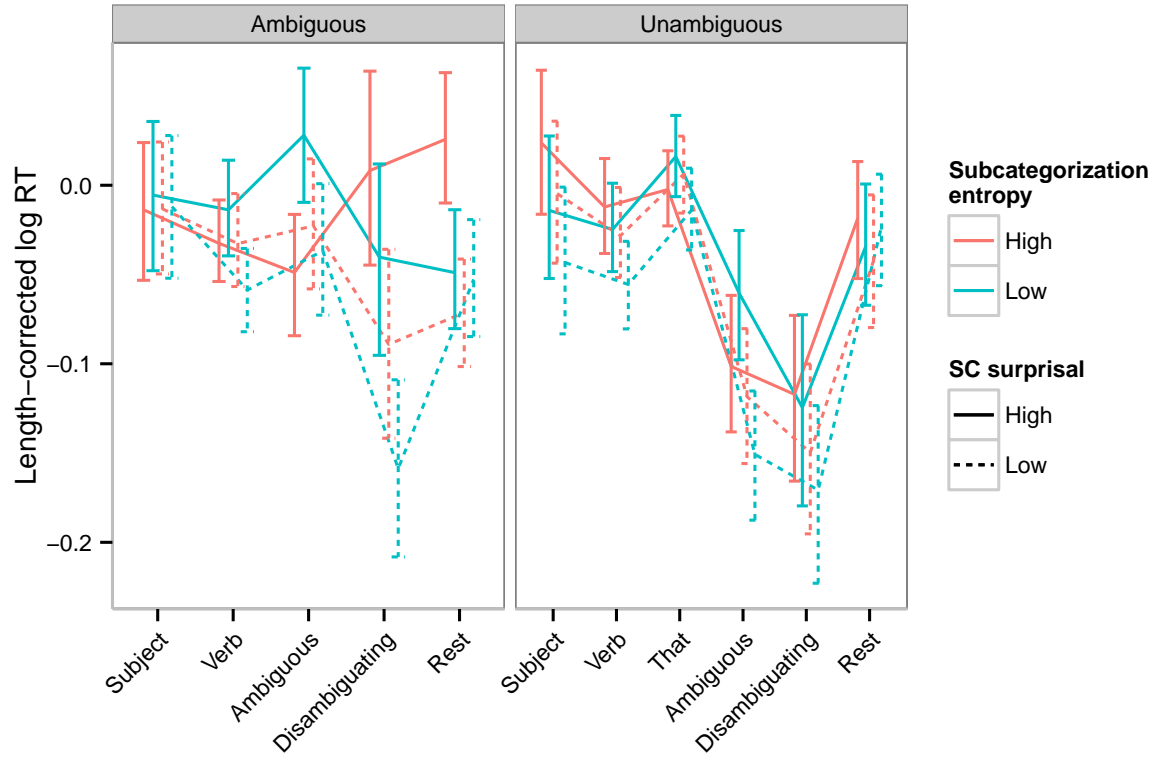 Ambiguous
Unambiguous
Length−corrected log RT
0.0
−0.1
−0.2
Subject
Verb
Ambiguous
Disambiguating
Rest
Subject
Verb
That
Ambiguous
Disambiguating
Rest
Subcategorization
entropy
High
Low
SC surprisal
High
Low